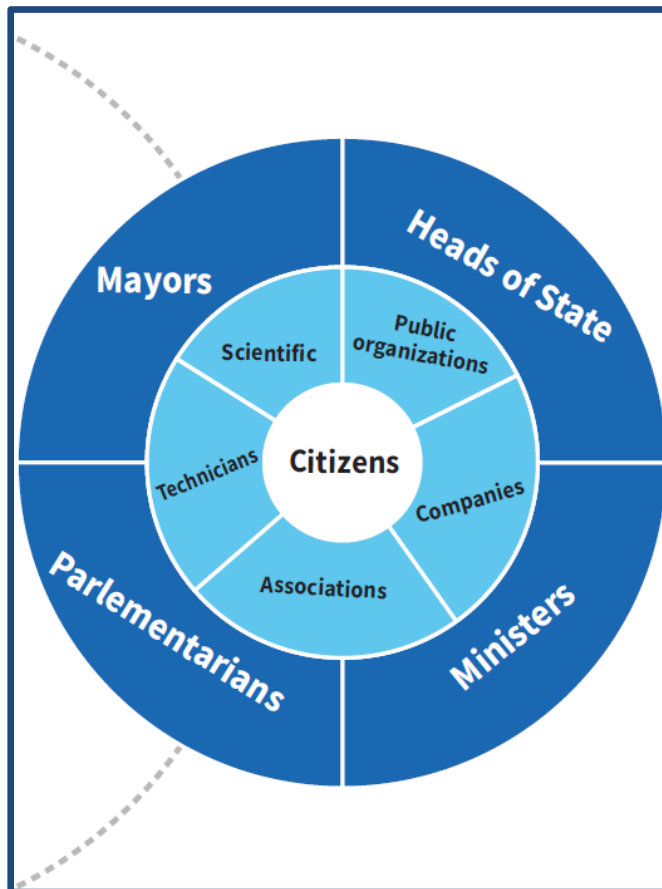 Mayors
Heads of State
Scientific
Public
organizations
Technicians
Citizens
Companies
Associations
Parlementarians
Ministers